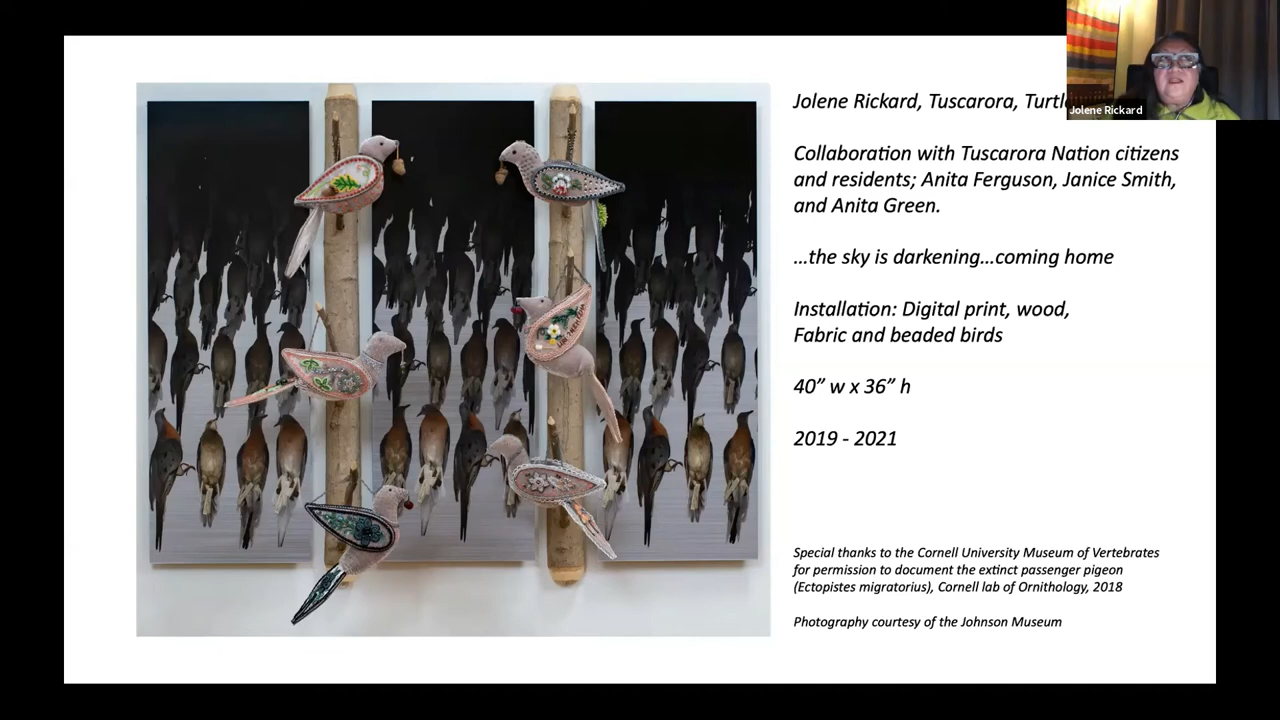 Jolene Rickard, Tuscarora,
Jolene Rickard
Collaboration with Tuscarora Nation citizens
and residents; Anita Ferguson, Janice Smith,
and Anita Green.
…the sky is darkening…coming home
Installation: Digital print, wood,
Fabric and beaded birds
40” w x 36” h
2019 - 2021
Special thanks to the Cornell University Museum of Vertebrates
for permission to document the extinct passenger pigeon
(Ectopistes migratorius), Cornell lab of Ornithology, 2018
Photography courtesy of the Johnson Museum